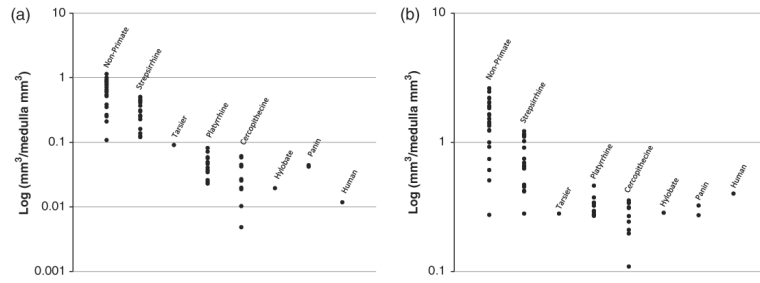 (a)
Log (mm³/medulla mm³)
10
1
0.1
0.01
0.001
Non-Primate
Strepsirrhine
Tarsier
Platyrrhine
Cercopithecine
Hylobate
Panin
Human
(b)
Log (mm³/medulla mm³)
10
1
0.1
Non-Primate
Strepsirrhine
Tarsier
Platyrrhine
Cercopithecine
Hylobate
Panin
Human